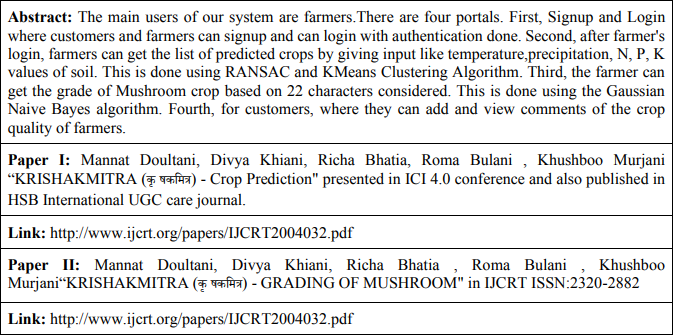 Abstract: The main users of our system are farmers.There are four portals. First, Signup and Login
where customers and farmers can signup and can login with authentication done. Second, after farmer's
login, farmers can get the list of predicted crops by giving input like temperature,precipitation, N, P, K
values of soil. This is done using RANSAC and KMeans Clustering Algorithm. Third, the farmer can
get the grade of Mushroom crop based on 22 characters considered. This is done using the Gaussian
Naive Bayes algorithm. Fourth, for customers, where they can add and view comments of the crop
quality of farmers.
Paper I: Mannat Doultani, Divya Khiani, Richa Bhatia, Roma Bulani , Khushboo Murjani
“KRISHAKMITRA (कृ षकमित्र) - Crop Prediction" presented in ICI 4.0 conference and also published in
HSB International UGC care journal.
Link: http://www.ijcrt.org/papers/IJCRT2004032.pdf
Paper II: Mannat Doultani, Divya Khiani, Richa Bhatia , Roma Bulani , Khushboo
Murjani“KRISHAKMITRA (कृ षकमित्र) - GRADING OF MUSHROOM" in IJCRT ISSN:2320-2882
Link: http://www.ijcrt.org/papers/IJCRT2004032.pdf